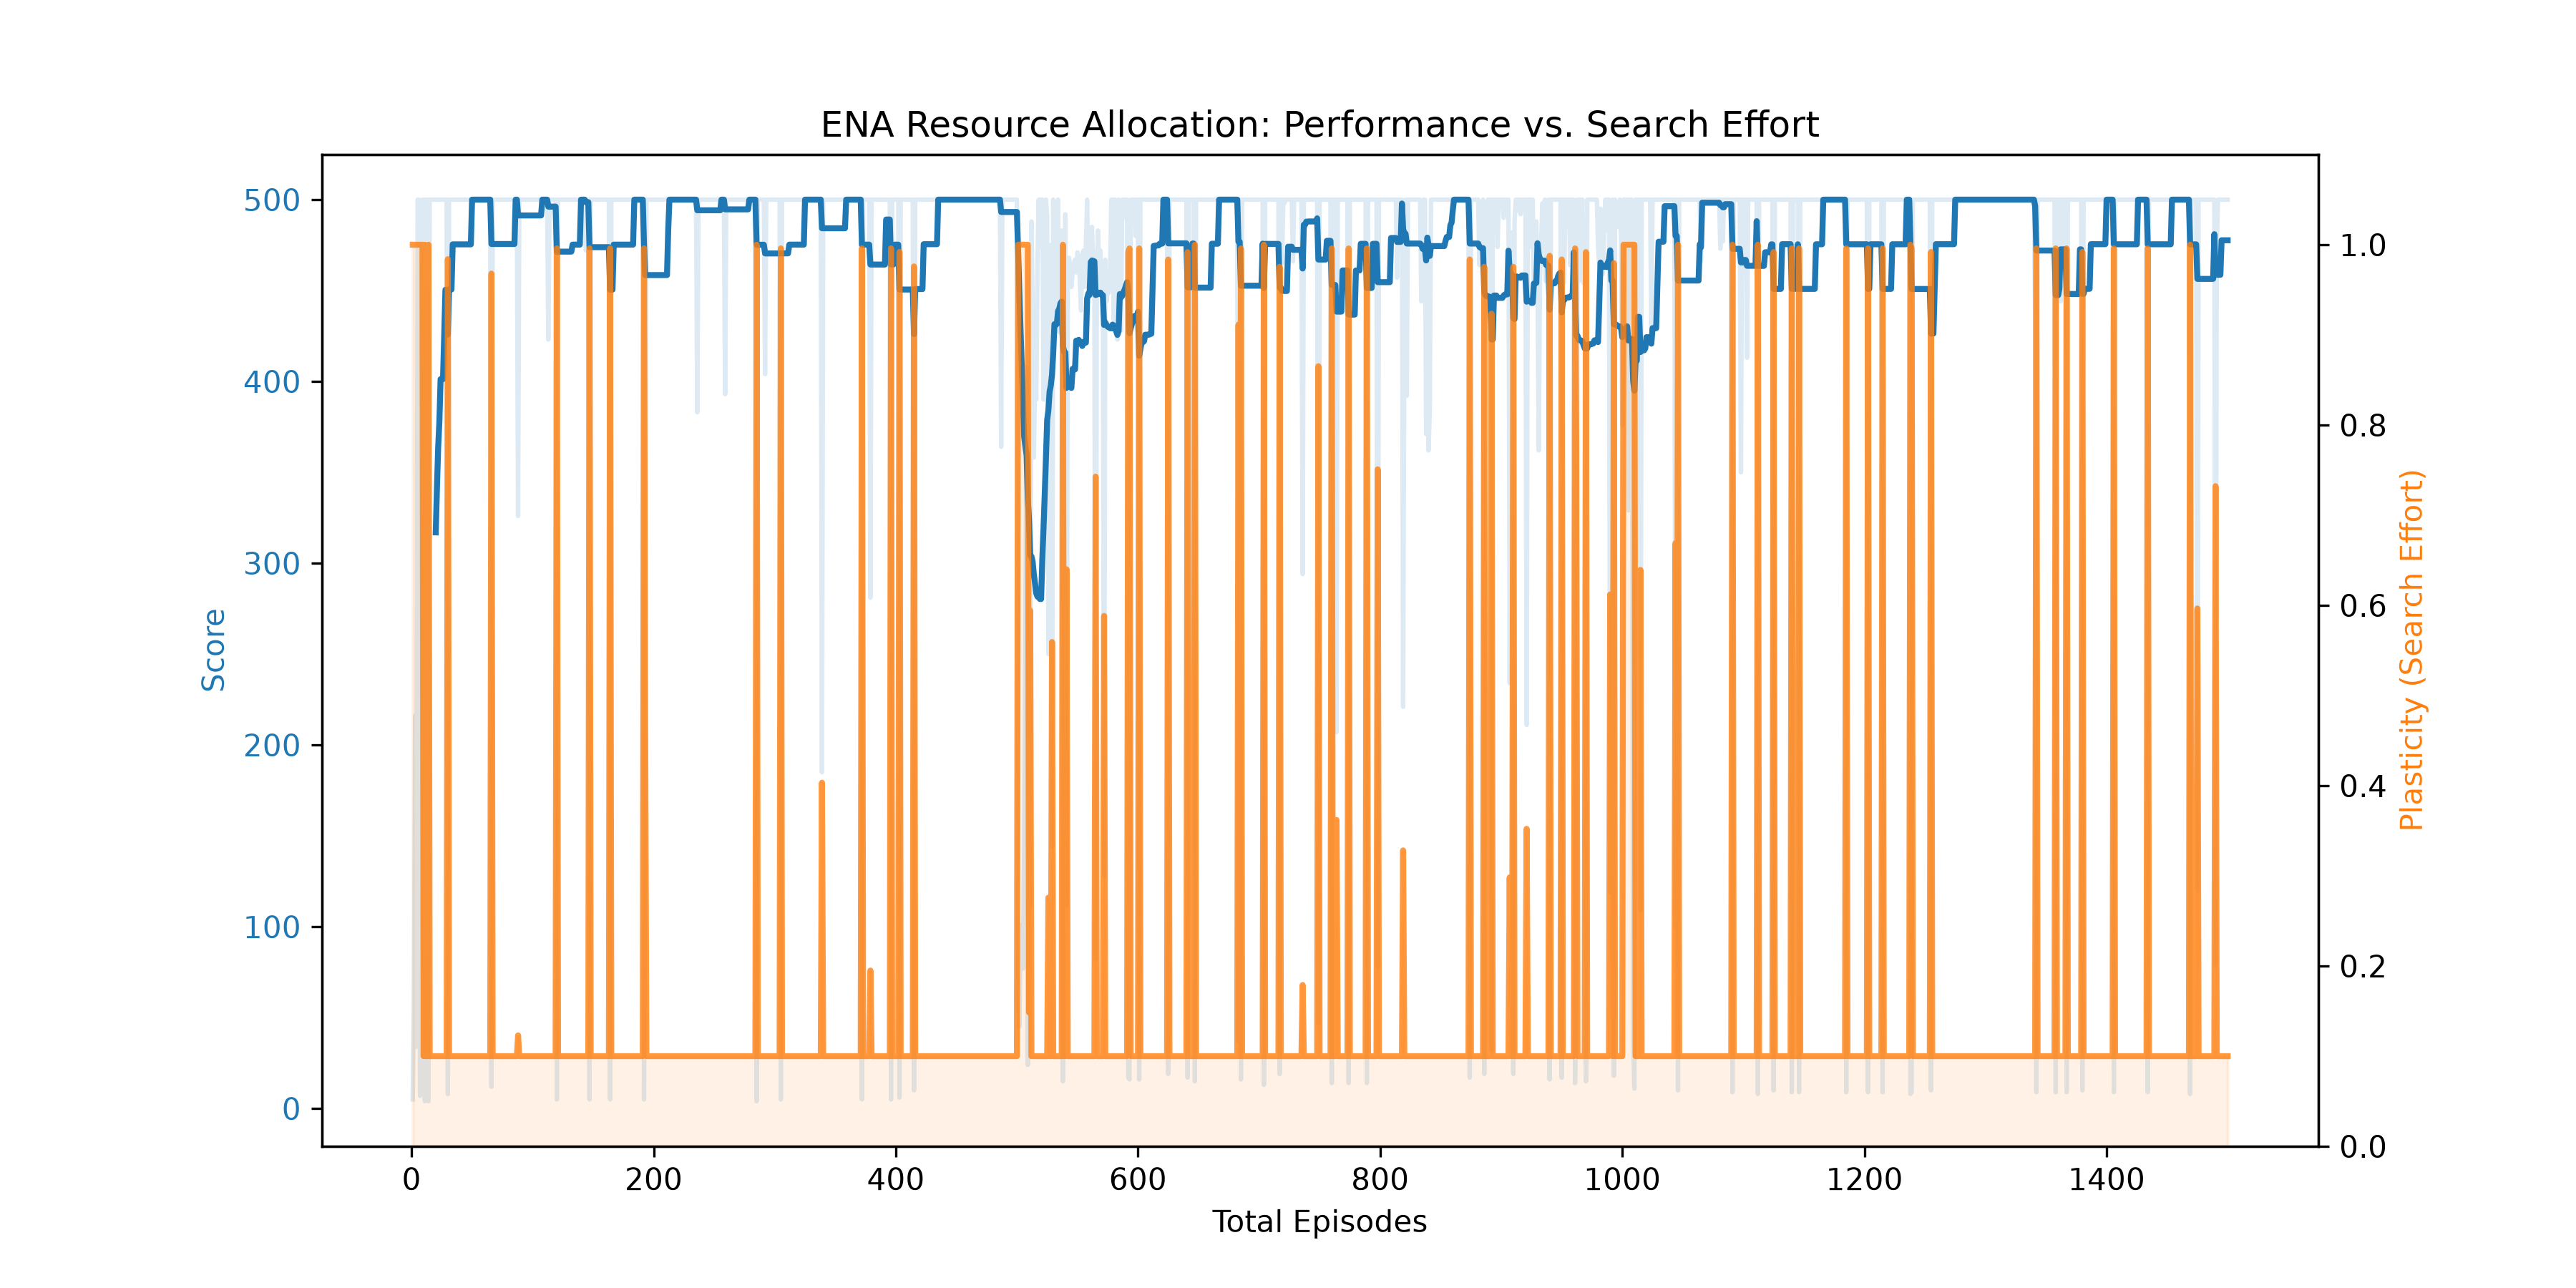 ENA Resource Allocation: Performance vs. Search Effort
500
400
300
200
100
0
Score
1.0
0.8
0.6
0.4
0.2
0.0
Plasticity (Search Effort)
0 200 400 600 800 1000 1200 1400
Total Episodes